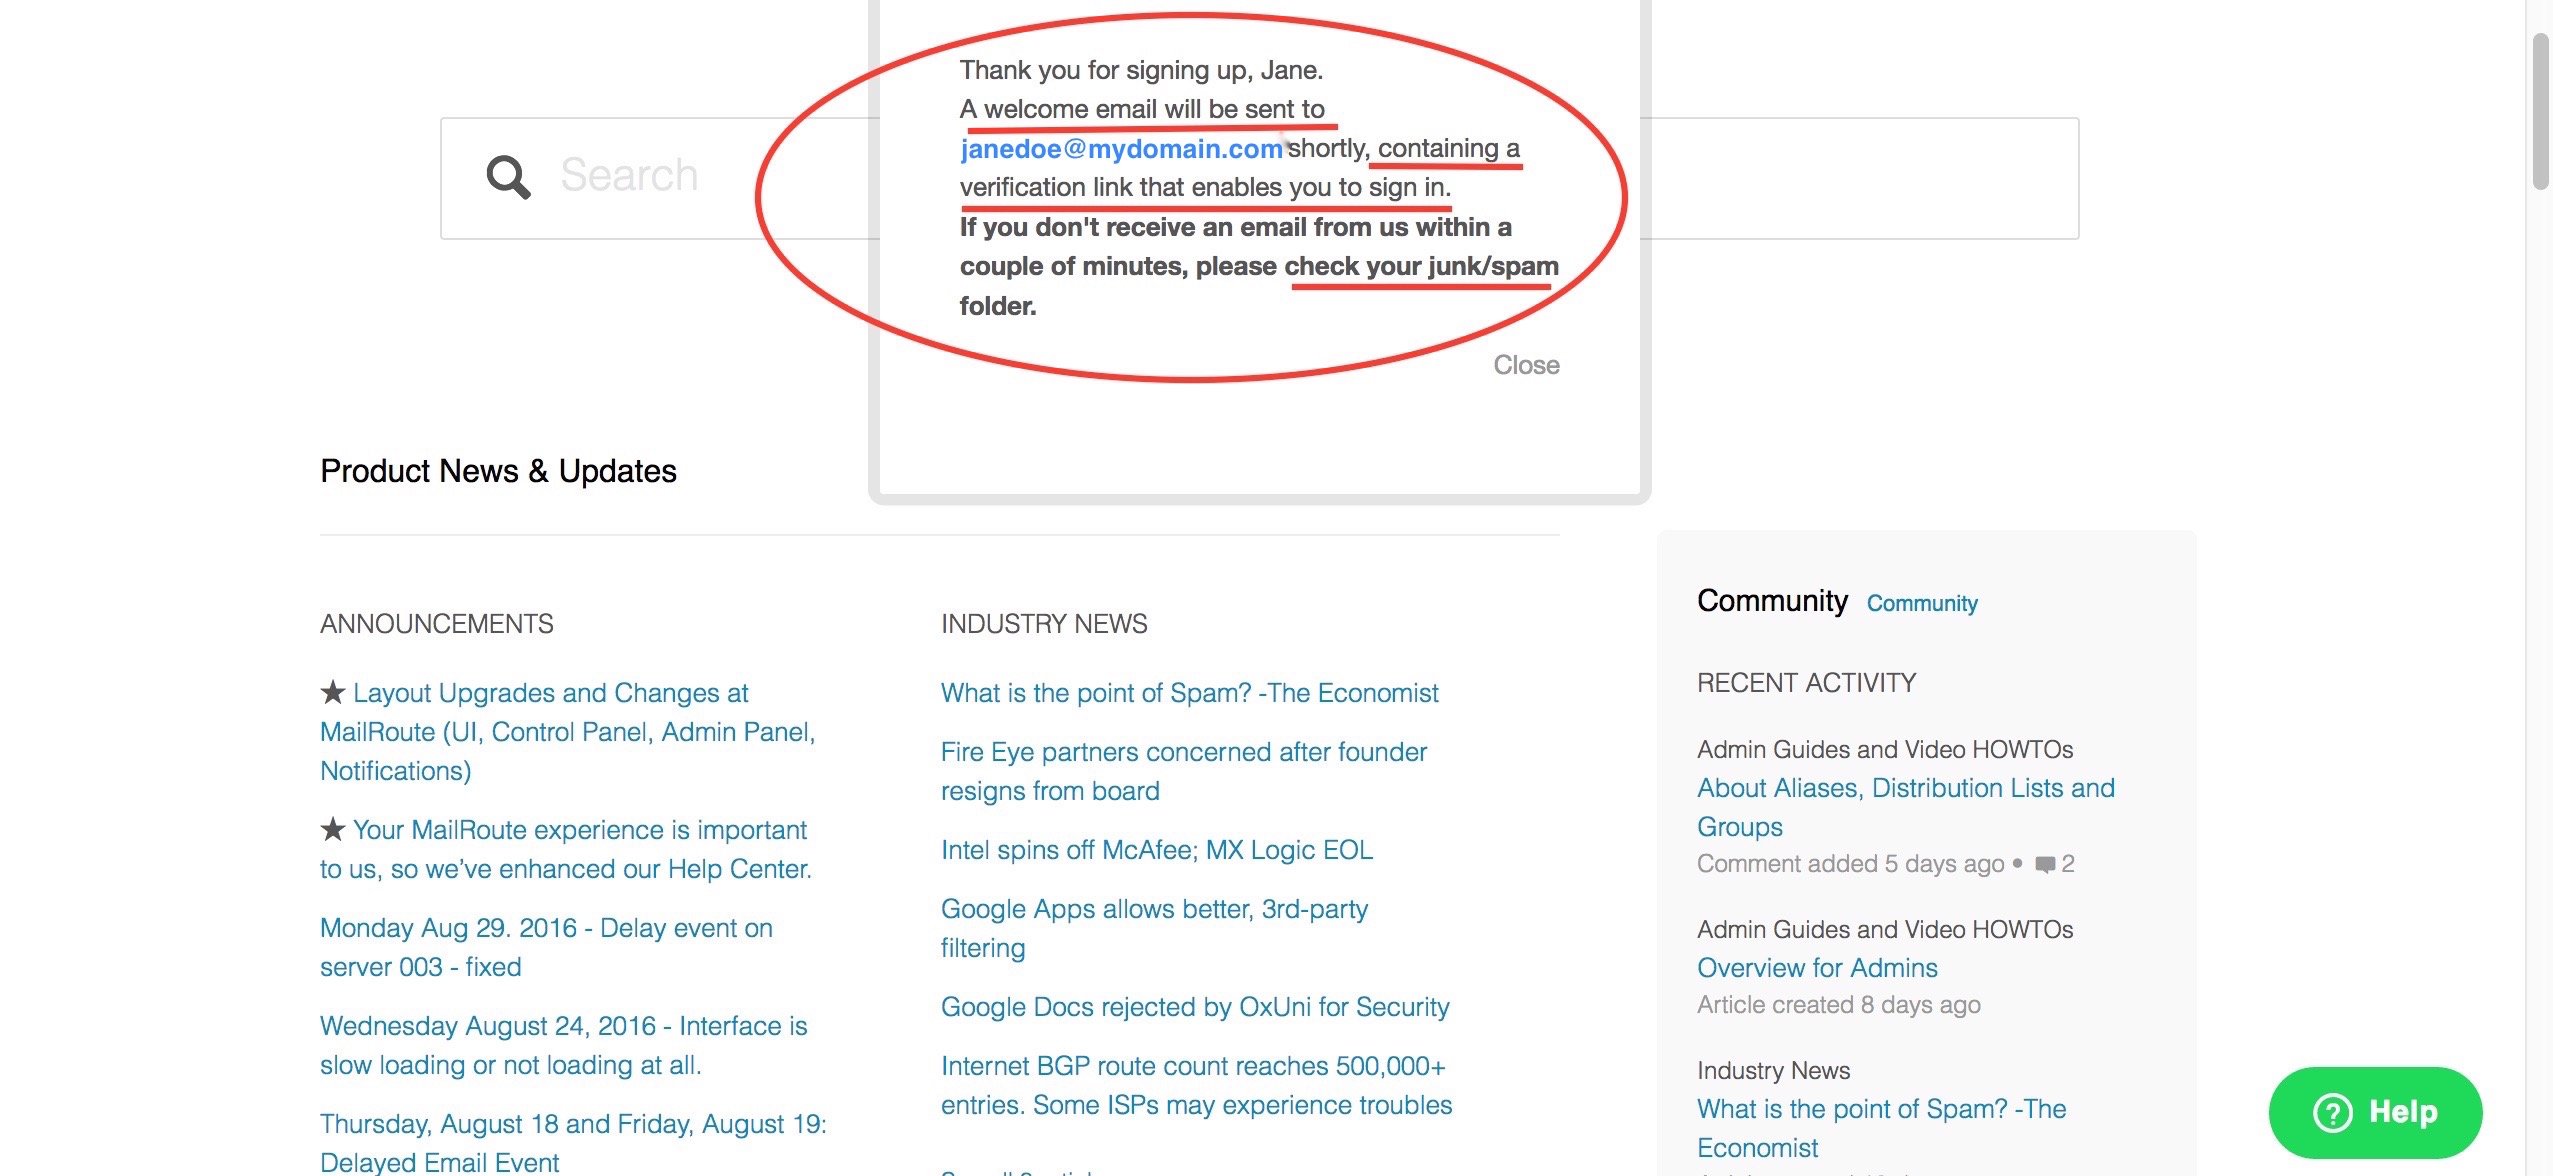 Thank you for signing up, Jane.
A welcome email will be sent to
janedoe@mydomain.com shortly, containing a
verification link that enables you to sign in.
If you don't receive an email from us within a
couple of minutes, please check your junk/spam
folder.
Close
Search
Product News & Updates
ANNOUNCEMENTS
★ Layout Upgrades and Changes at
MailRoute (UI, Control Panel, Admin Panel,
Notifications)
★ Your MailRoute experience is important
to us, so we’ve enhanced our Help Center.
Monday Aug 29. 2016 - Delay event on
server 003 - fixed
Wednesday August 24, 2016 - Interface is
slow loading or not loading at all.
Thursday, August 18 and Friday, August 19:
Delayed Email Event
INDUSTRY NEWS
What is the point of Spam? -The Economist
Fire Eye partners concerned after founder
resigns from board
Intel spins off McAfee; MX Logic EOL
Google Apps allows better, 3rd-party
filtering
Google Docs rejected by OxUni for Security
Internet BGP route count reaches 500,000+
entries. Some ISPs may experience troubles
Community Community
RECENT ACTIVITY
Admin Guides and Video HOWTOs
About Aliases, Distribution Lists and
Groups
Comment added 5 days ago • 2
Admin Guides and Video HOWTOs
Overview for Admins
Article created 8 days ago
Industry News
What is the point of Spam? -The
Economist
Help